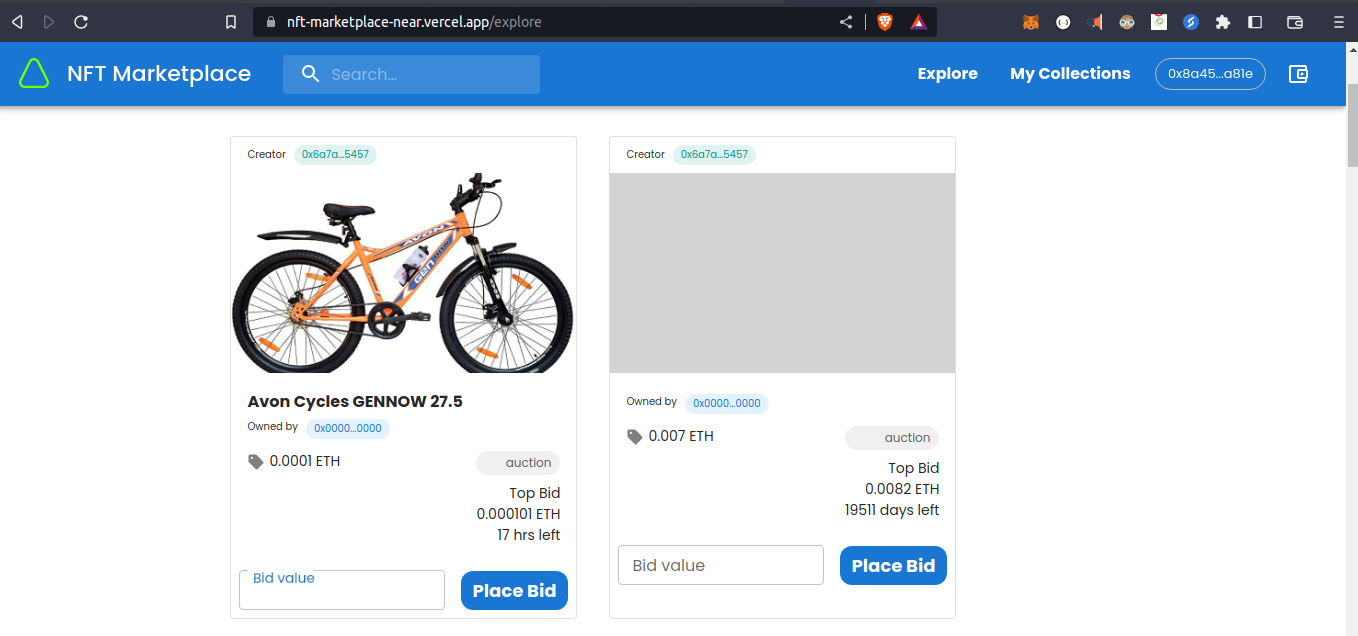 nft-marketplace-near.vercel.app/explore
NFT Marketplace
Search...
Explore
My Collections
0x8a45...a81e
Creator 0x6a7a...5457
AVON
GEN
Avon Cycles GENNOW 27.5
Owned by 0x0000...0000
0.0001 ETH
auction
Top Bid
0.000101 ETH
17 hrs left
Bid value
Place Bid
Creator 0x6a7a...5457
Owned by 0x0000...0000
0.007 ETH
auction
Top Bid
0.0082 ETH
19511 days left
Bid value
Place Bid